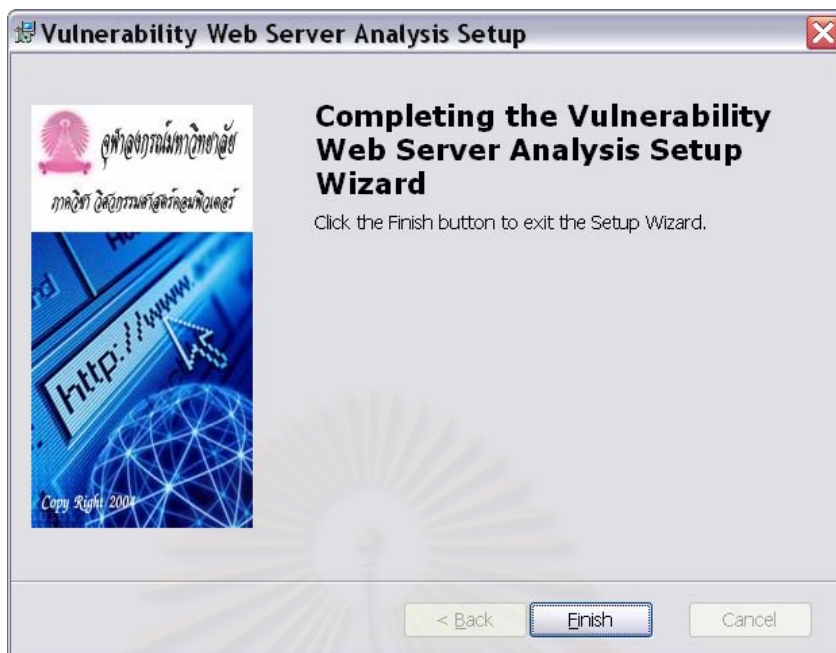 Vulnerability Web Server Analysis Setup
จุฬาลงกรณ์มหาวิทยาลัย
ภาควิชา วิศวกรรมศาสตร์คอมพิวเตอร์
Completing the Vulnerability
Web Server Analysis Setup
Wizard
Click the Finish button to exit the Setup Wizard.
http://www.
Copy Right 2004
< Back
Finish
Cancel